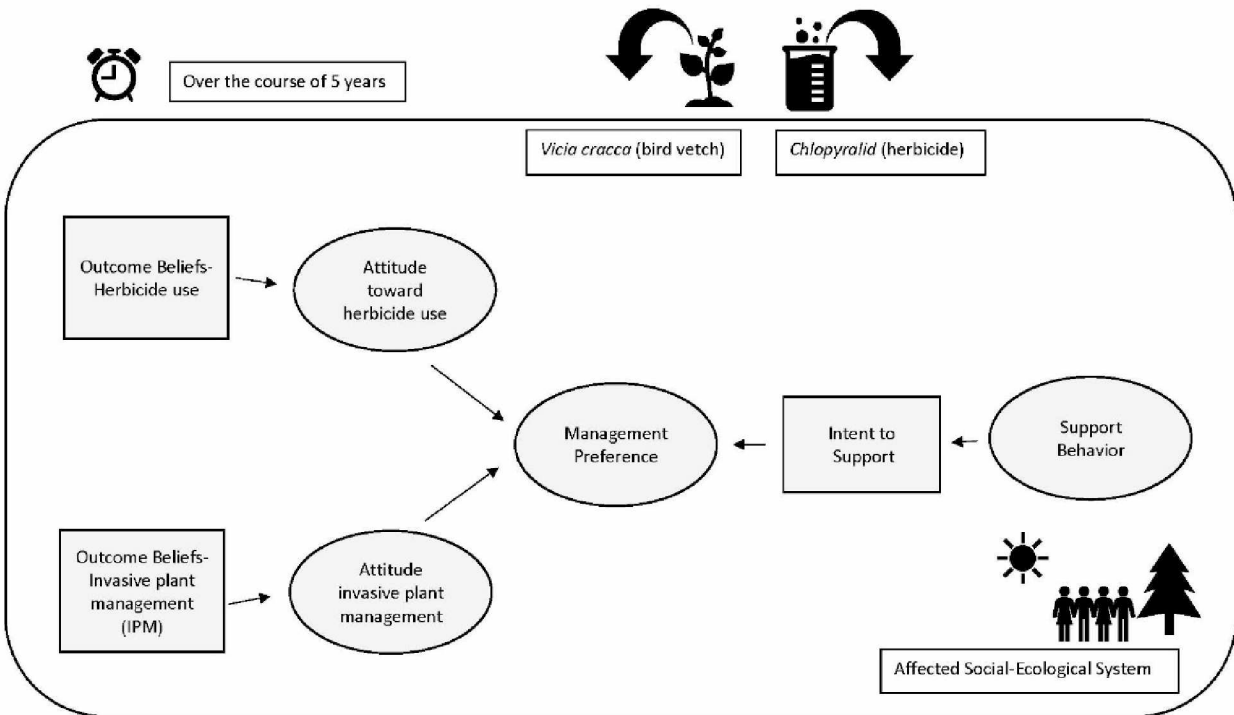 Over the course of 5 years
Vicia cracca (bird vetch)
Chlopyralid (herbicide)
Outcome Beliefs-
Herbicide use
Attitude
toward
herbicide use
Management
Preference
Intent to
Support
Support
Behavior
Outcome Beliefs-
Invasive plant
management
(IPM)
Attitude
invasive plant
management
Affected Social-Ecological System